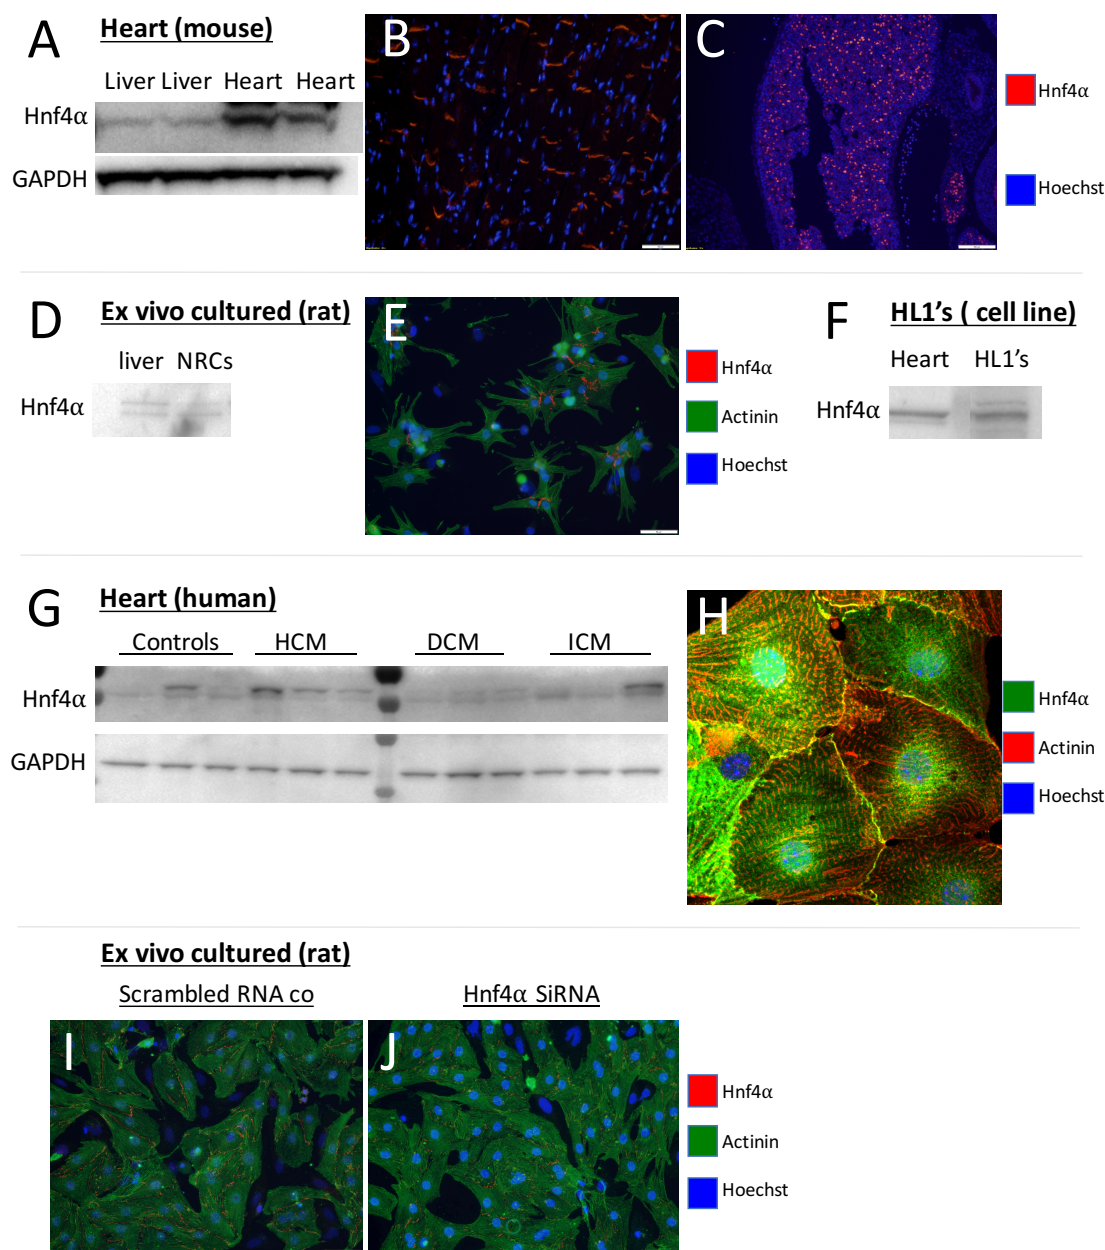 A Heart (mouse)
Liver Liver Heart Heart
Hnf4α
GAPDH
B
C
Hnf4α
Hoechst
D Ex vivo cultured (rat)
liver NRCs
Hnf4α
E
Hnf4α
Actinin
Hoechst
F HL1's ( cell line)
Heart HL1's
Hnf4α
G Heart (human)
Controls HCM DCM ICM
Hnf4α
GAPDH
H
Hnf4α
Actinin
Hoechst
Ex vivo cultured (rat)
Scrambled RNA co Hnf4α SiRNA
I
J
Hnf4α
Actinin
Hoechst